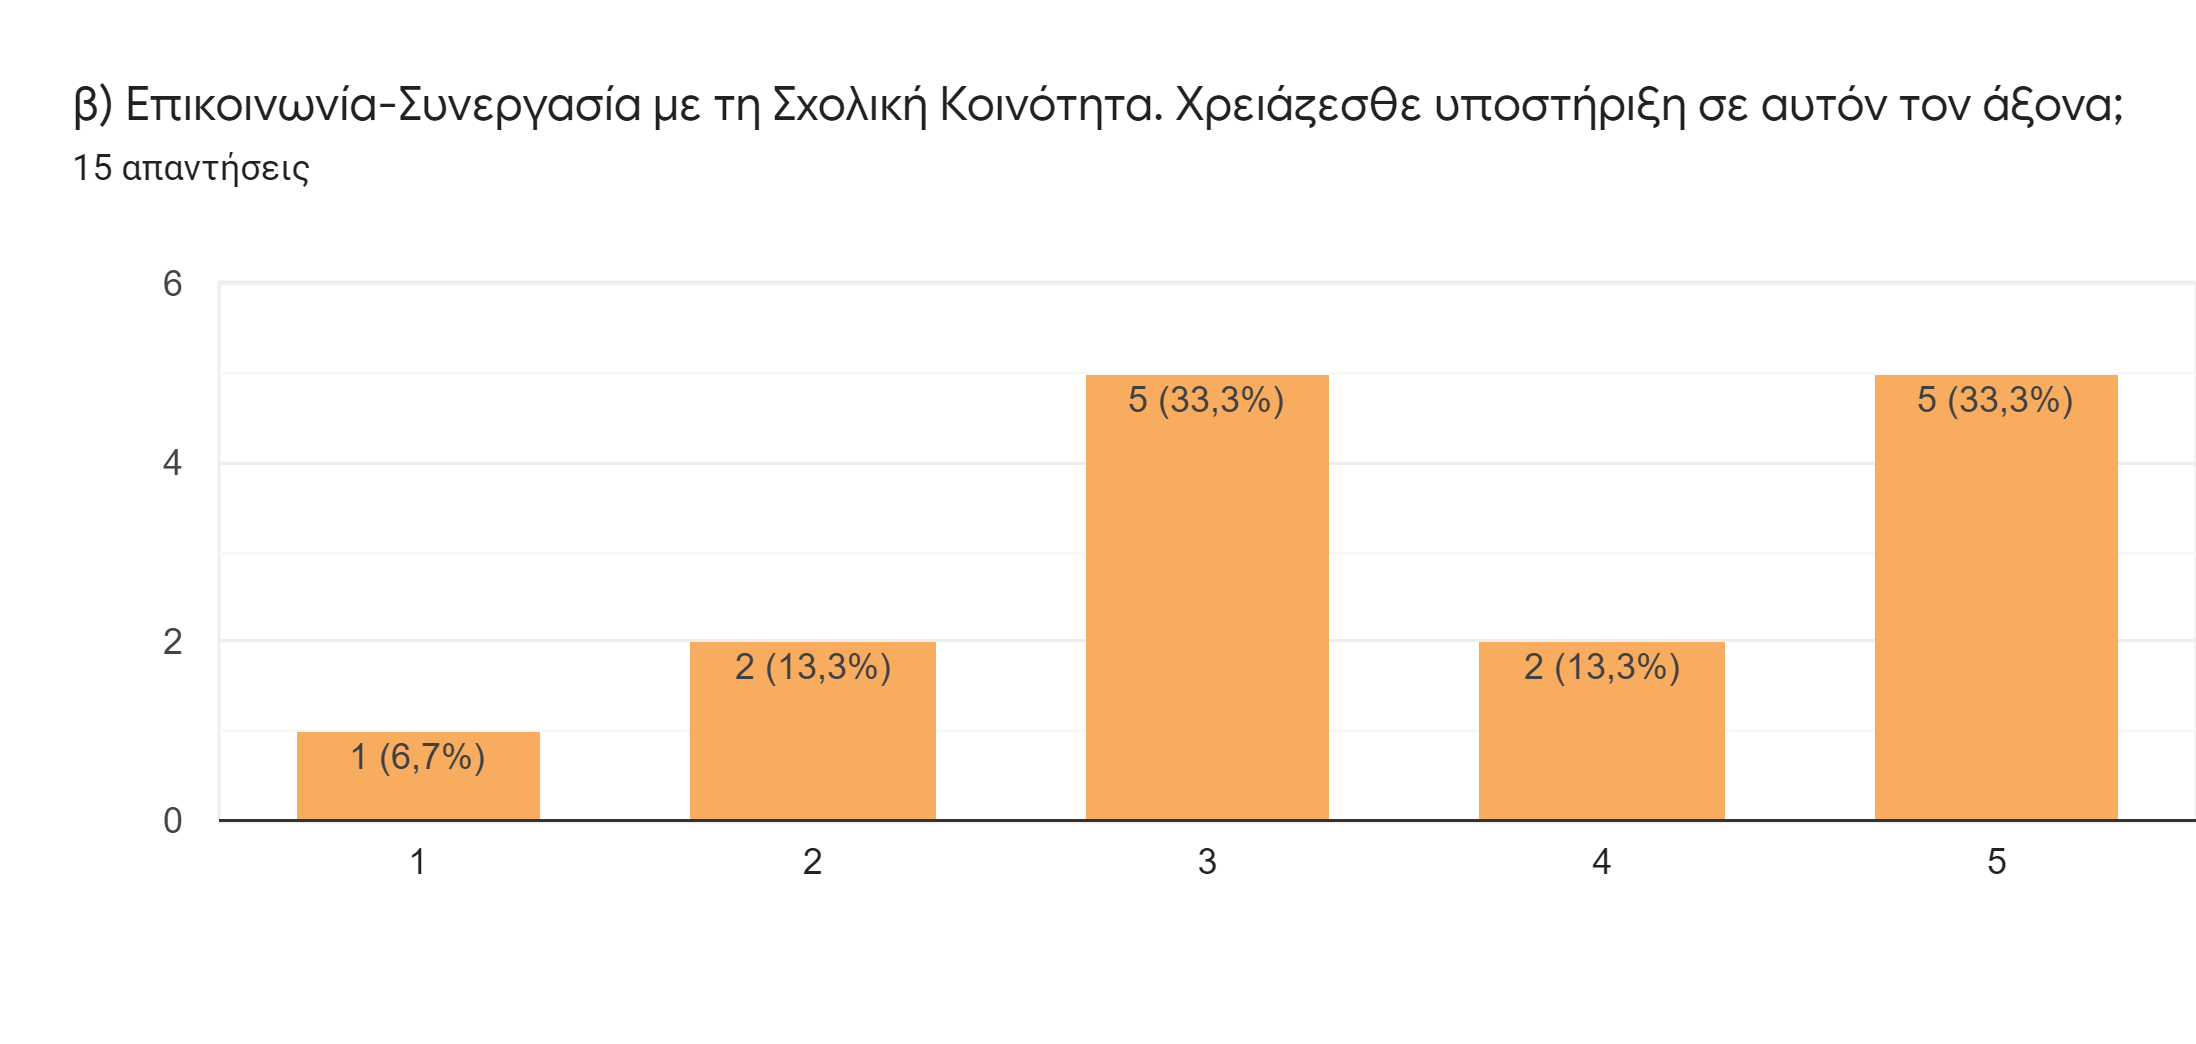 β) Επικοινωνία-Συνεργασία με τη Σχολική Κοινότητα. Χρειάζεσθε υποστήριξη σε αυτόν τον άξονα;
15 απαντήσεις
6
5 (33,3%) 5 (33,3%)
4
2
2 (13,3%) 2 (13,3%)
1 (6,7%)
0
1 2 3 4 5